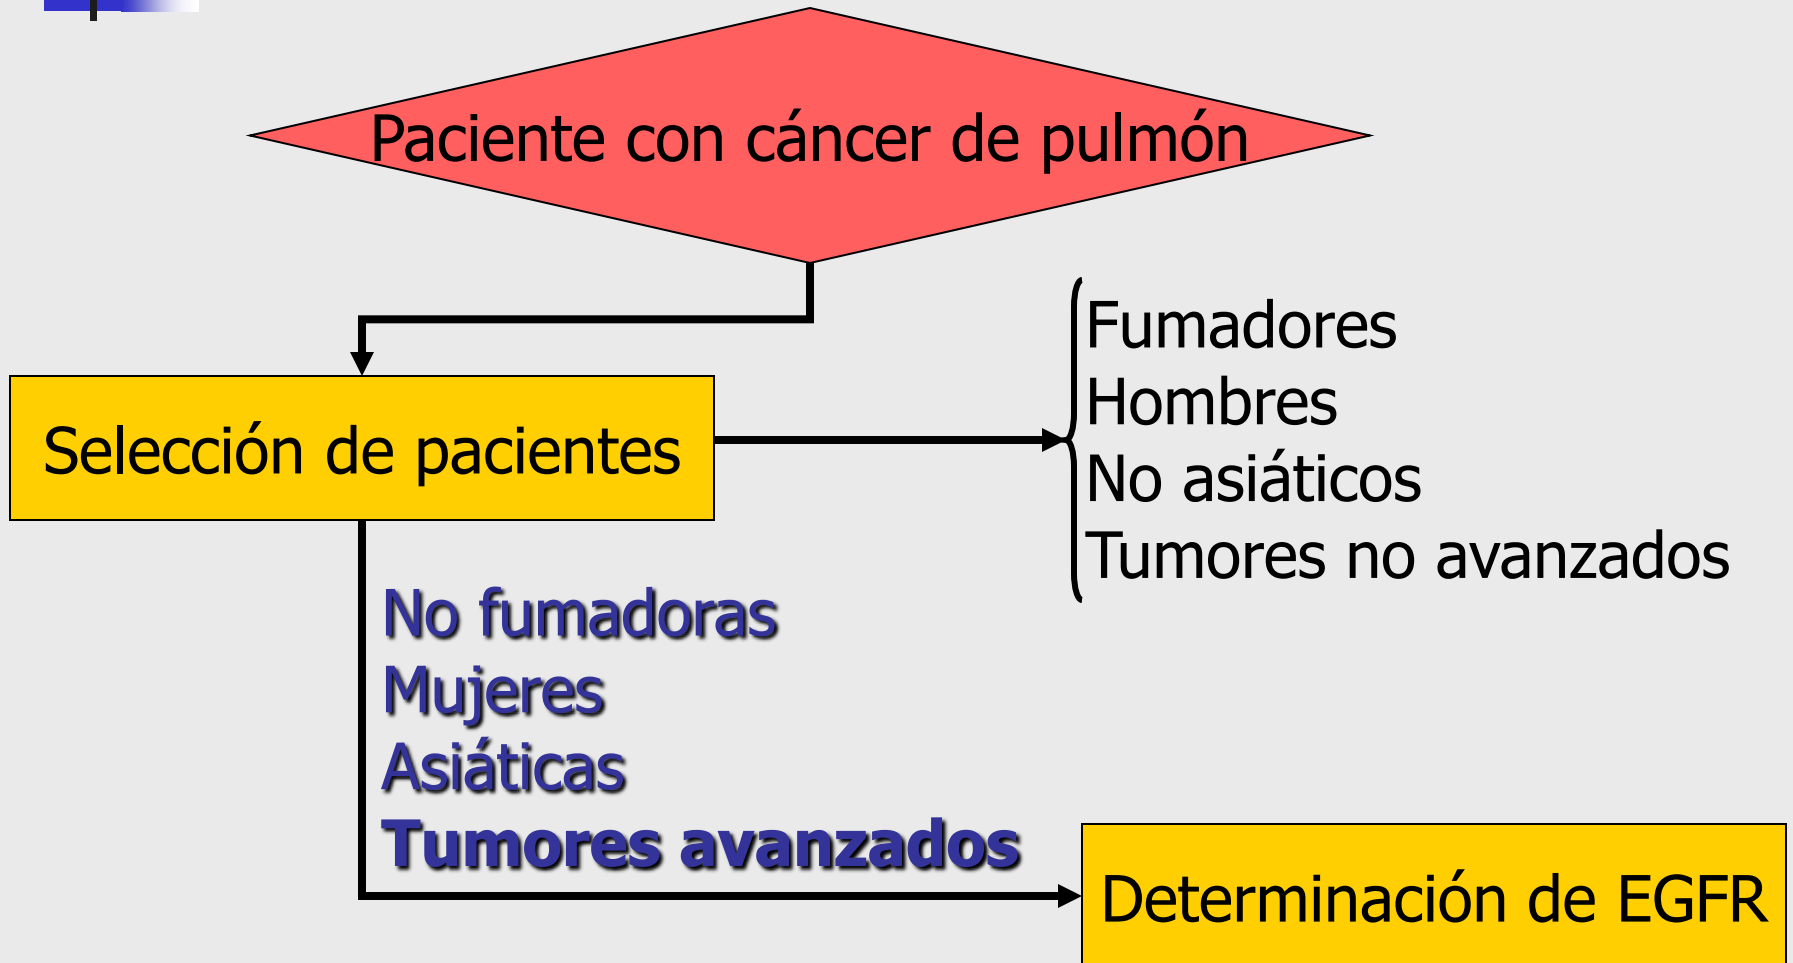 Paciente con cáncer de pulmón
Selección de pacientes
Fumadores
Hombres
No asiáticos
Tumores no avanzados
No fumadoras
Mujeres
Asiáticas
Tumores avanzados
Determinación de EGFR